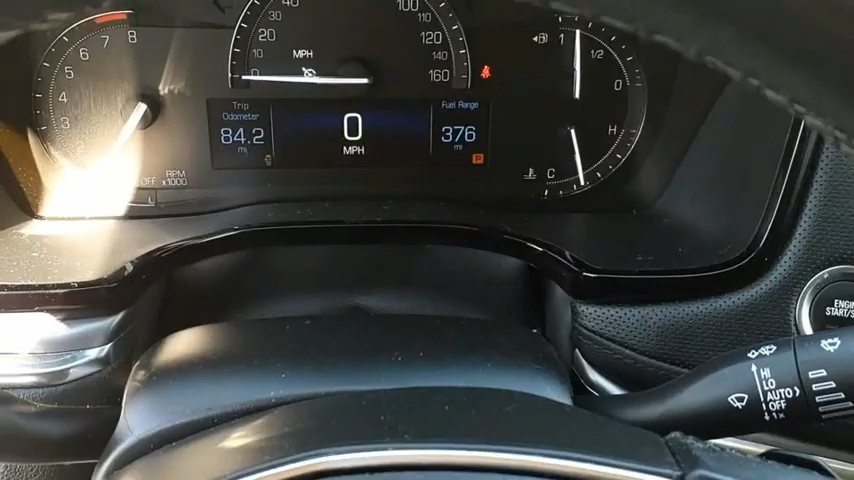 40
100
30
120
20
140
0
160
MPH
8
7
6
5
4
3
RPM
x1000
OFF
Trip
Odometer
84.2
mi
0
MPH
Fuel Range
376
mi
P
1
1/2
0
H
C
ENGINE
START/S
HI
LO
AUTO
OFF
1x